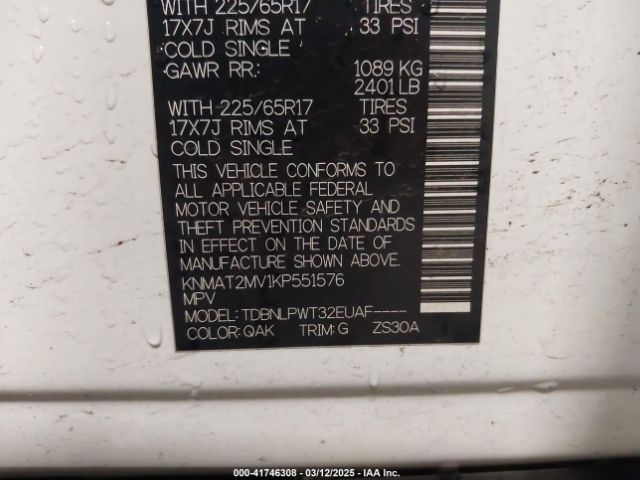 WITH 225/65R17 TIRES
17X7J RIMS AT 33 PSI
COLD SINGLE
GAWR RR: 1089 KG
2401 LB
WITH 225/65R17 TIRES
17X7J RIMS AT 33 PSI
COLD SINGLE
THIS VEHICLE CONFORMS TO
ALL APPLICABLE FEDERAL
MOTOR VEHICLE SAFETY AND
THEFT PREVENTION STANDARDS
IN EFFECT ON THE DATE OF
MANUFACTURE SHOWN ABOVE.
KNMAT2MV1KP551576
MPV
MODEL: TDBNLPWT32EUAF----
COLOR: QAK TRIM: G ZS30A
000-41746308 - 03/12/2025 - IAA Inc.